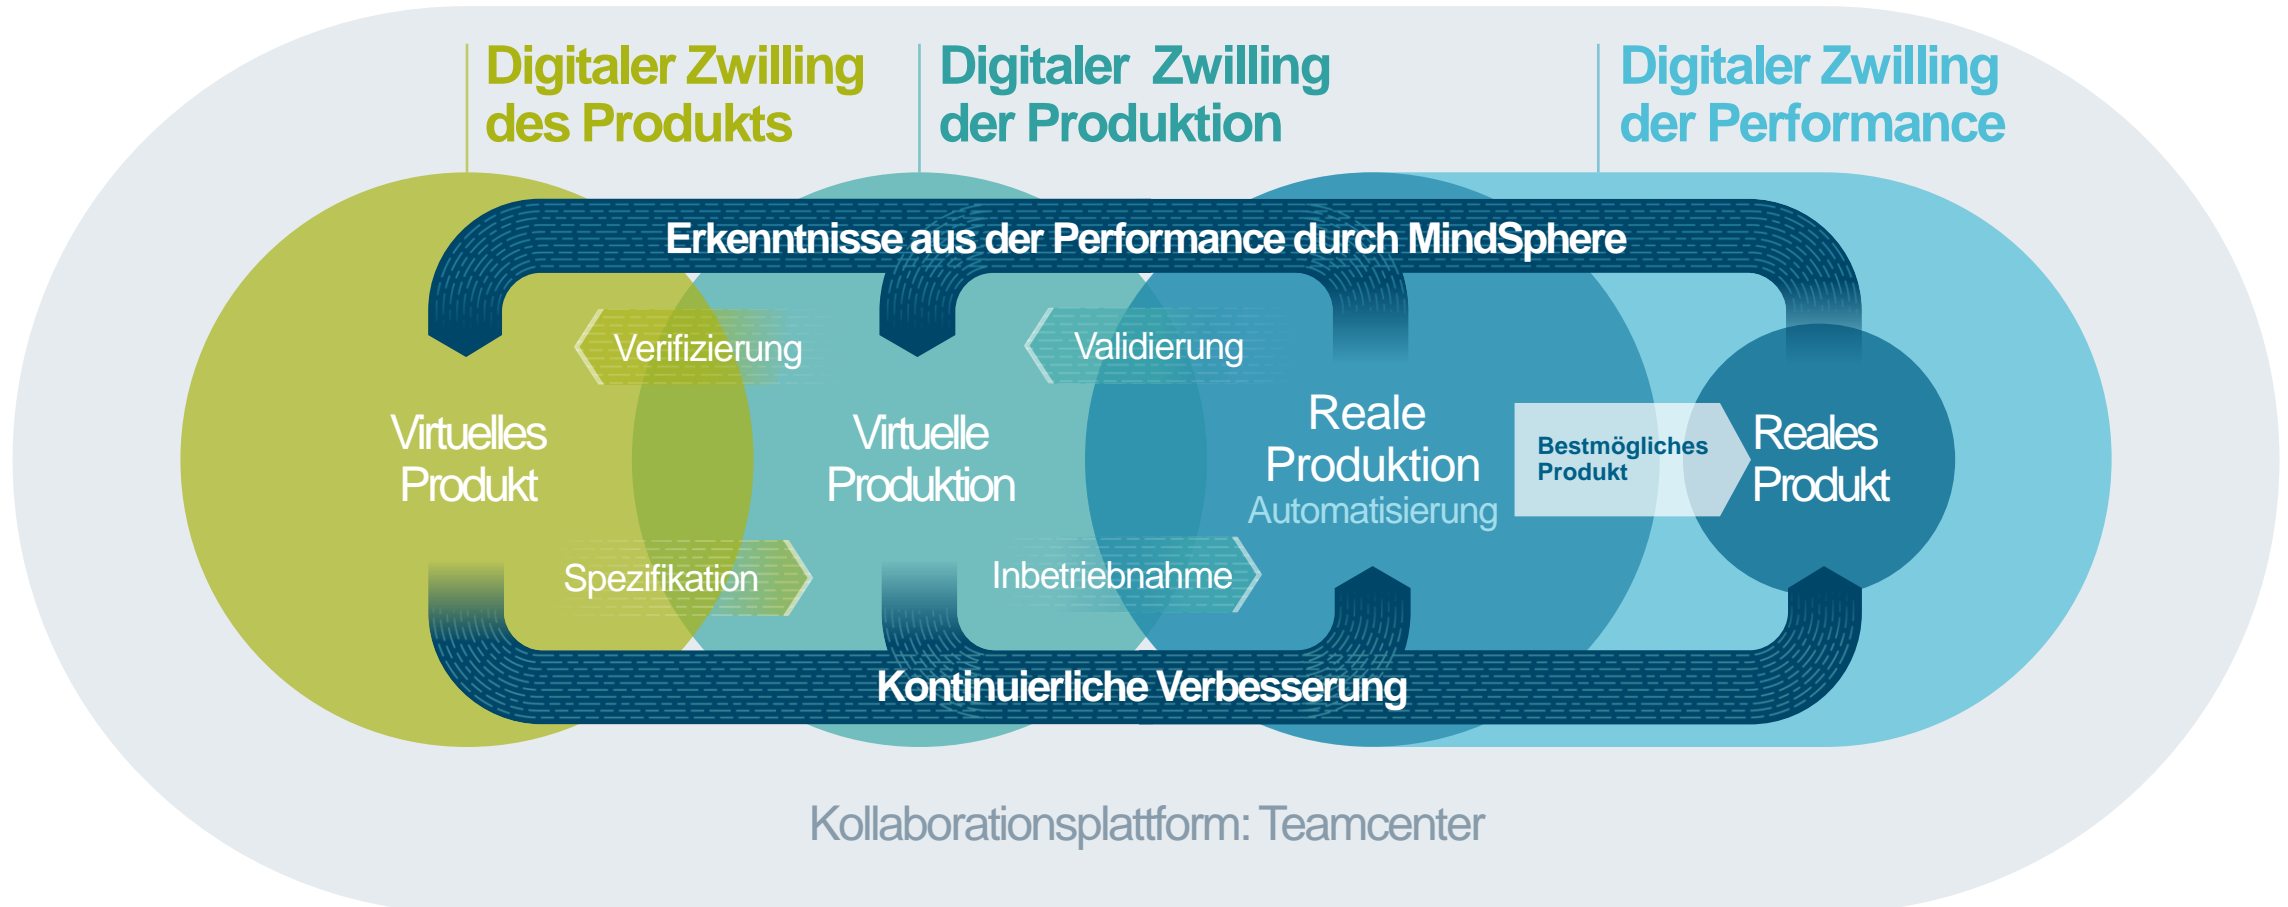 Digitaler Zwilling
des Produkts
Digitaler Zwilling
der Produktion
Digitaler Zwilling
der Performance
Erkenntnisse aus der Performance durch MindSphere
Verifizierung
Validierung
Virtuelles
Produkt
Virtuelle
Produktion
Reale
Produktion
Automatisierung
Bestmögliches
Produkt
Reales
Produkt
Spezifikation
Inbetriebnahme
Kontinuierliche Verbesserung
Kollaborationsplattform: Teamcenter